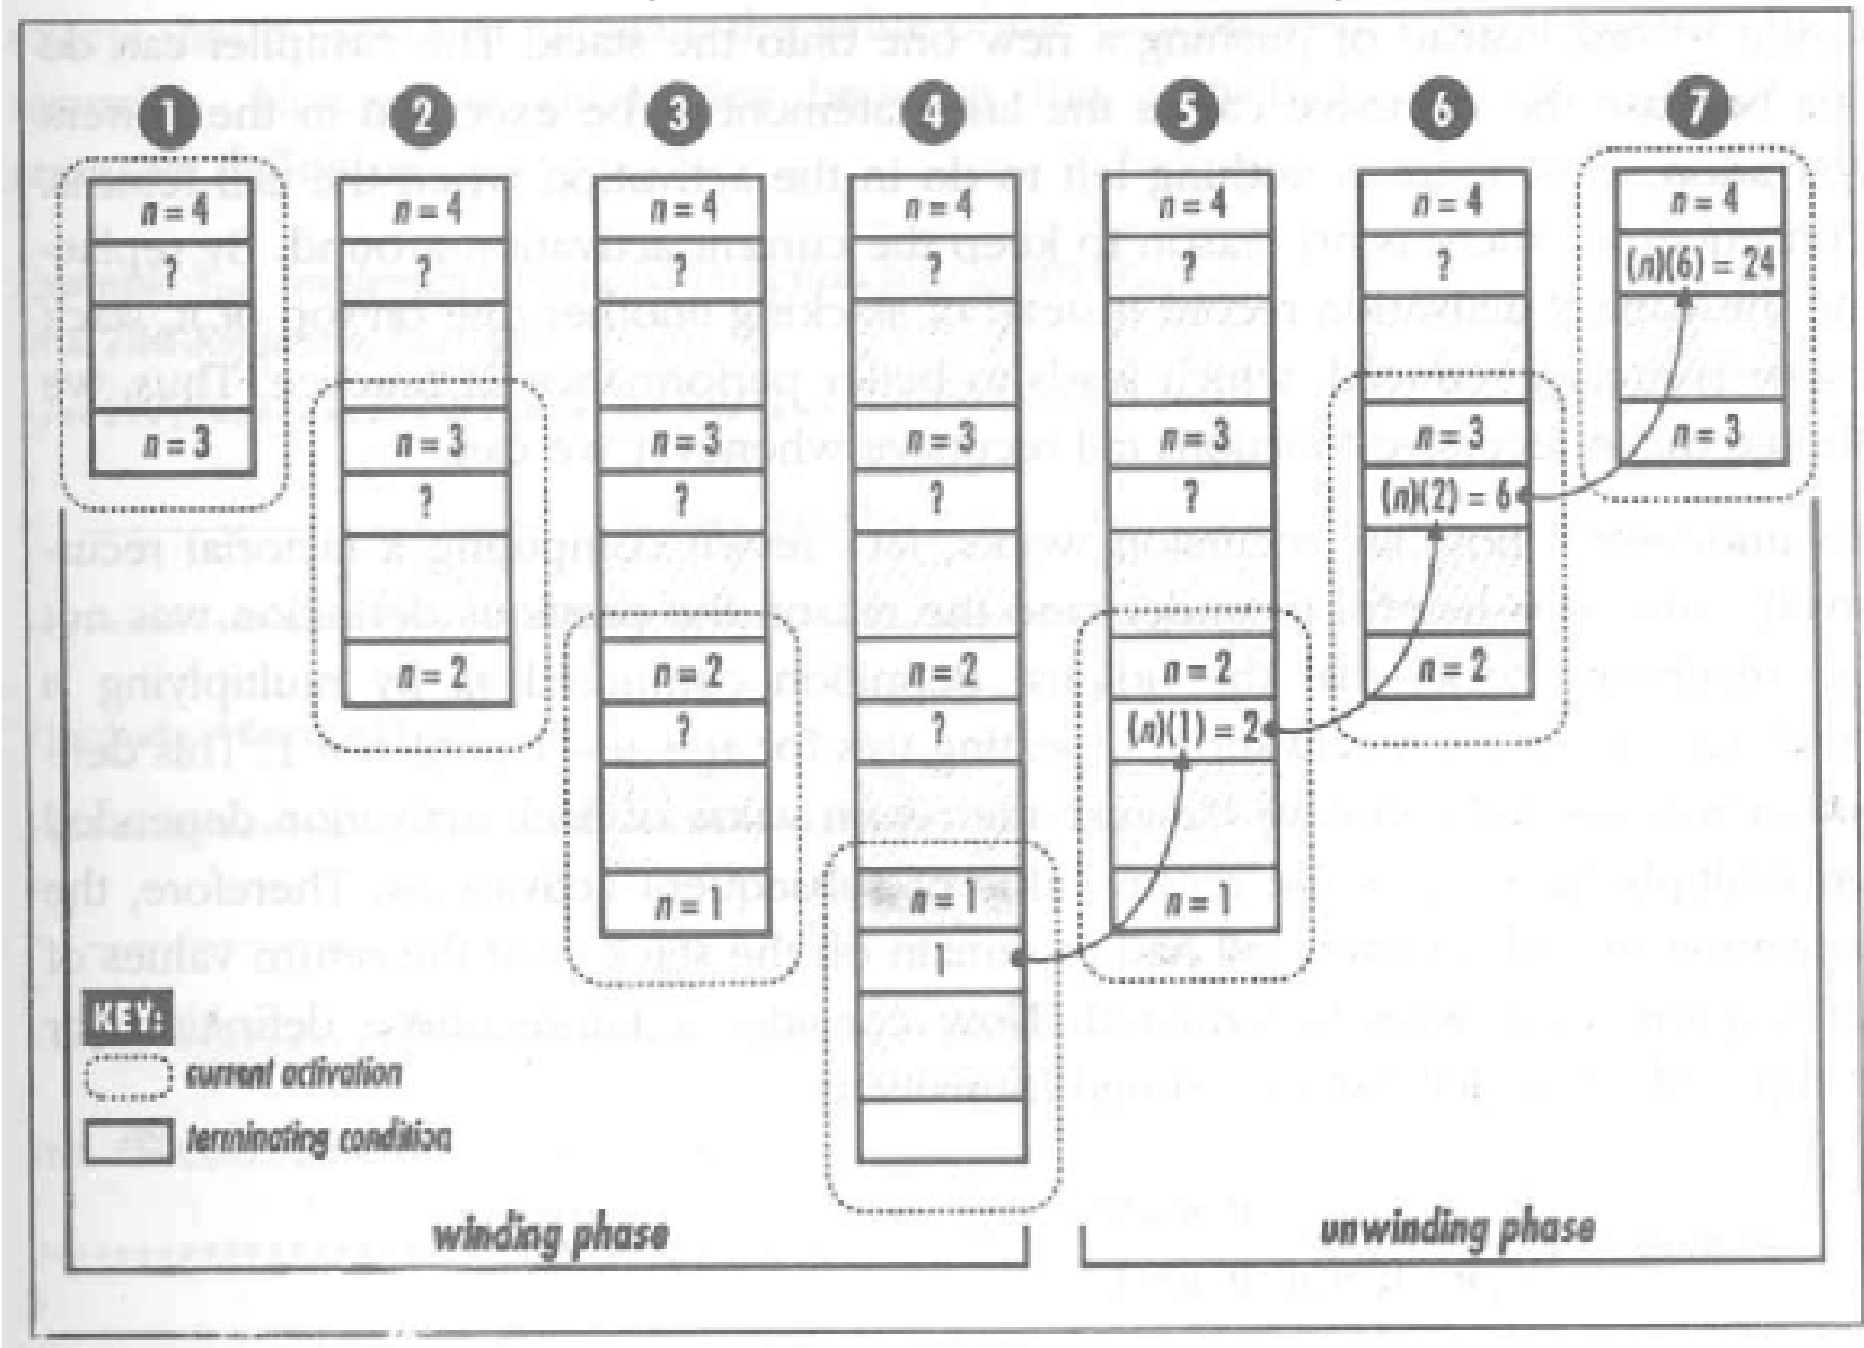 1
2
3
4
5
6
7
n = 4
?
n = 3
n = 4
?
n = 3
?
n = 2
n = 4
?
n = 3
?
n = 2
?
n = 1
n = 4
?
n = 3
?
n = 2
?
n = 1
1
n = 4
?
n = 3
?
n = 2
(n)(1) = 2
n = 1
n = 4
?
n = 3
(n)(2) = 6
n = 2
n = 4
(n)(6) = 24
n = 3
KEY:
current activation
terminating condition
winding phase
unwinding phase